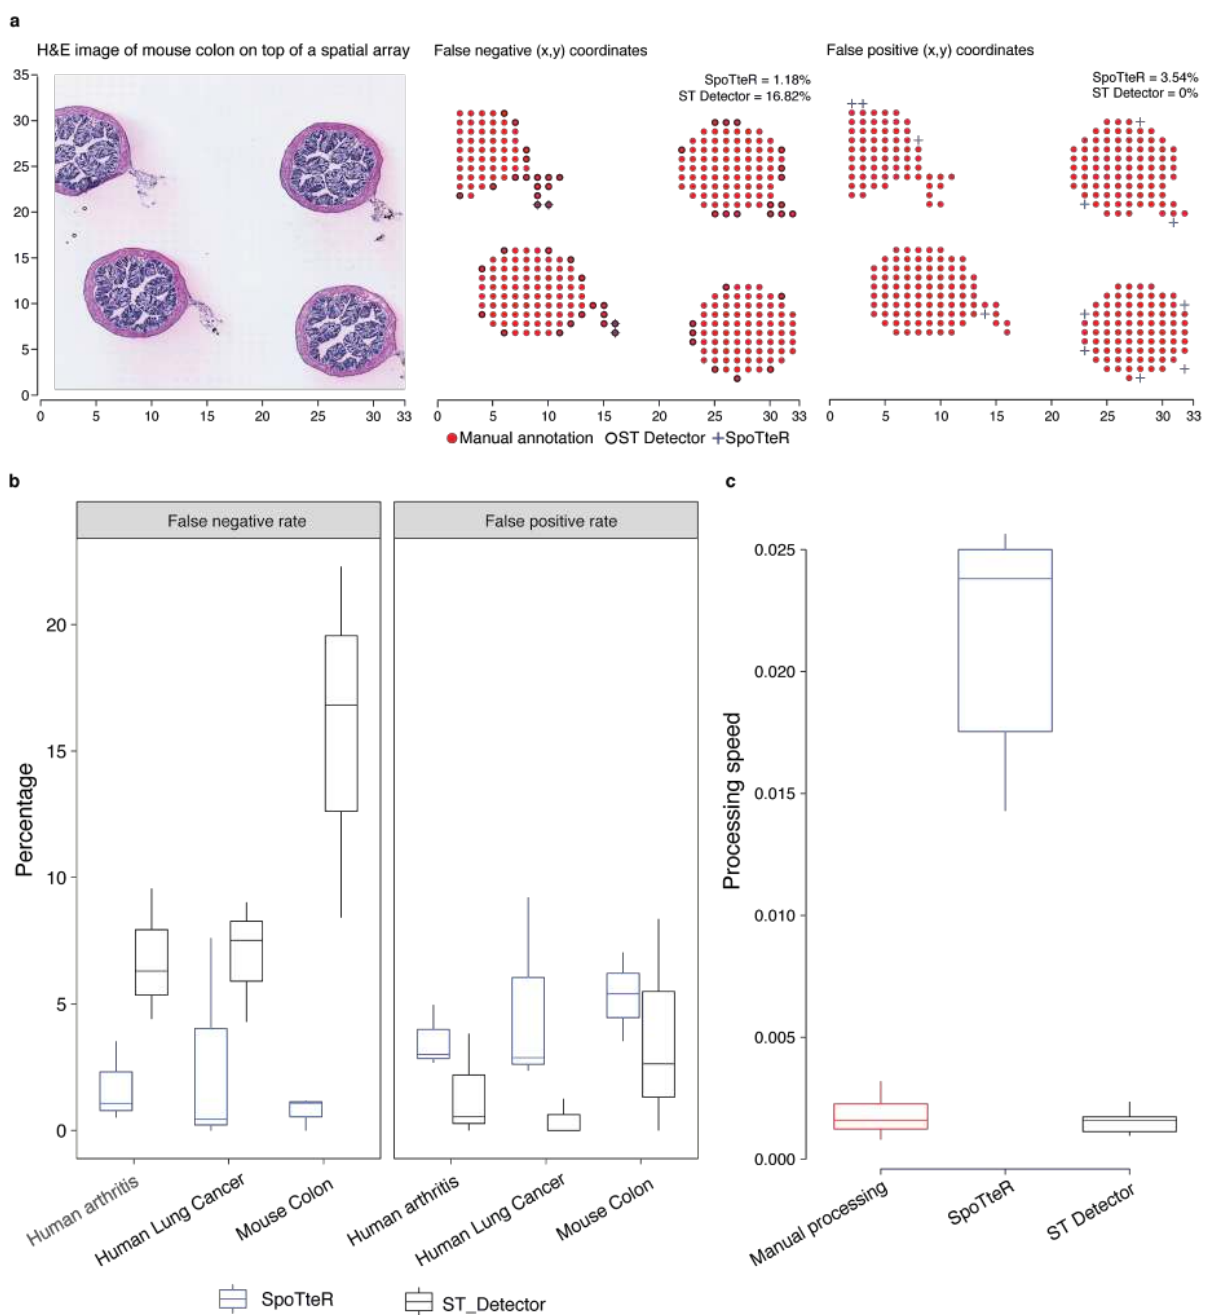 a
H&E image of mouse colon on top of a spatial array
35
30
25
20
15
10
5
0
0 5 10 15 20 25 30 33
False negative (x,y) coordinates
SpoTteR = 1.18%
ST Detector = 16.82%
0 5 10 15 20 25 30 33
False positive (x,y) coordinates
SpoTteR = 3.54%
ST Detector = 0%
0 5 10 15 20 25 30 33
Manual annotation ST Detector SpoTteR
b
False negative rate
False positive rate
Percentage
20
15
10
5
0
Human arthritis
Human Lung Cancer
Mouse Colon
Human arthritis
Human Lung Cancer
Mouse Colon
SpoTteR
ST_Detector
c
Processing speed
0.025
0.020
0.015
0.010
0.005
0.000
Manual processing
SpoTteR
ST Detector